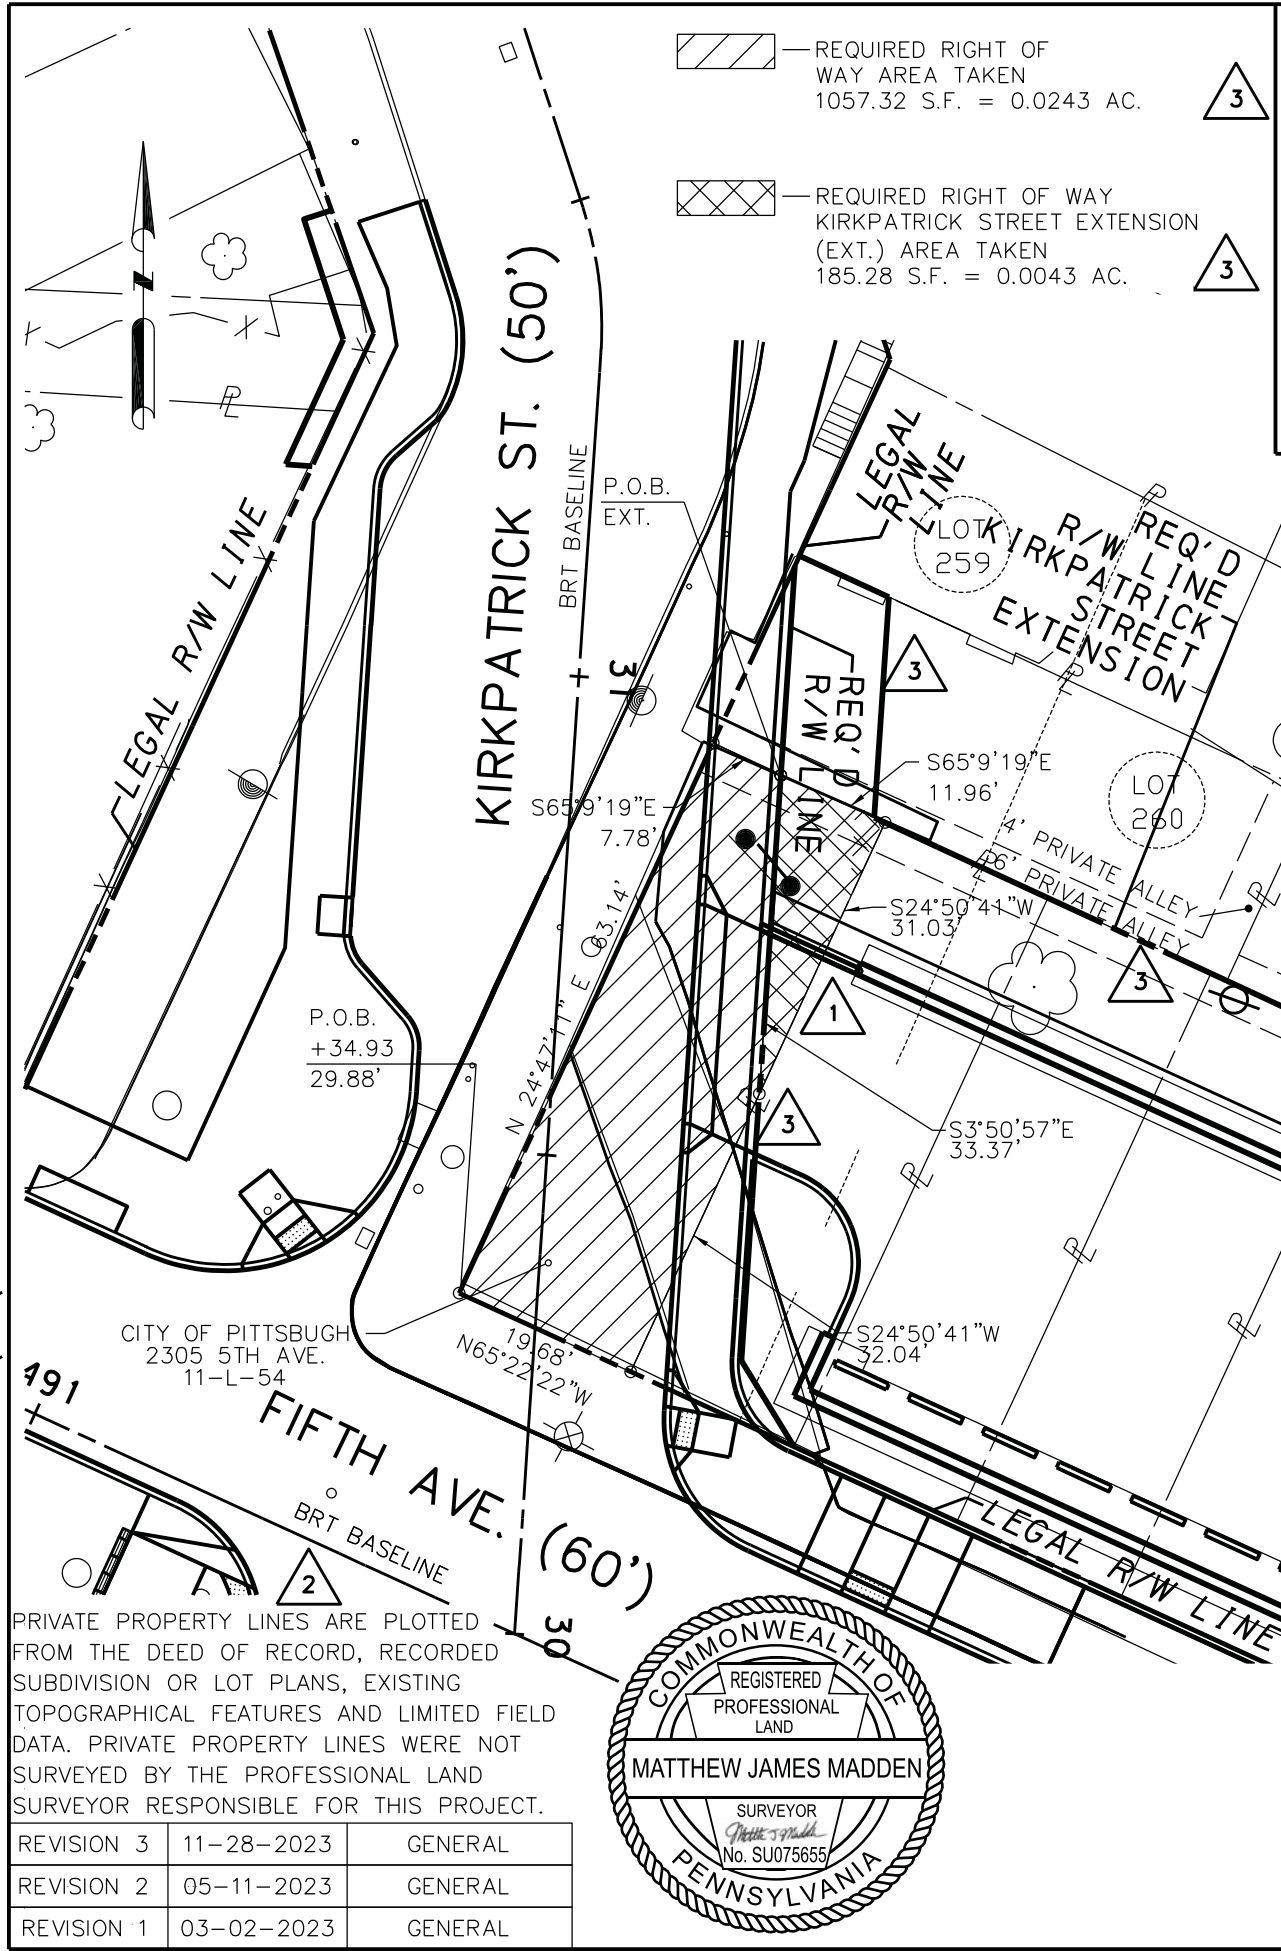 REQUIRED RIGHT OF
WAY AREA TAKEN
1057.32 S.F. = 0.0243 AC.
3
REQUIRED RIGHT OF WAY
KIRKPATRICK STREET EXTENSION
(EXT.) AREA TAKEN
185.28 S.F. = 0.0043 AC.
3
N
X
X
PL
KIRKPATRICK ST. (50')
BRT BASELINE
P.O.B.
EXT.
LEGAL
R/W
LINE
LOT
259
REQ'D
R/W LINE
KIRKPATRICK
STREET
EXTENSION
LEGAL R/W LINE
31
REQ'D
R/W LINE
3
S65°9'19"E
7.78'
S65°9'19"E
11.96'
LOT
260
4' PRIVATE ALLEY
6' PRIVATE ALLEY
S24°50'41"W
31.03'
N 24°47'11" E 63.14'
1
3
P.O.B.
+34.93
29.88'
3
S3°50'57"E
33.37'
S24°50'41"W
32.04'
19.68'
N65°22'22"W
CITY OF PITTSBUGH
2305 5TH AVE.
11-L-54
491
FIFTH AVE. (60')
BRT BASELINE
LEGAL R/W LINE
30
2
PRIVATE PROPERTY LINES ARE PLOTTED
FROM THE DEED OF RECORD, RECORDED
SUBDIVISION OR LOT PLANS, EXISTING
TOPOGRAPHICAL FEATURES AND LIMITED FIELD
DATA. PRIVATE PROPERTY LINES WERE NOT
SURVEYED BY THE PROFESSIONAL LAND
SURVEYOR RESPONSIBLE FOR THIS PROJECT.
REVISION 3 11-28-2023 GENERAL
REVISION 2 05-11-2023 GENERAL
REVISION 1 03-02-2023 GENERAL
COMMONWEALTH OF
REGISTERED
PROFESSIONAL
LAND
MATTHEW JAMES MADDEN
SURVEYOR
No. SU075655
PENNSYLVANIA